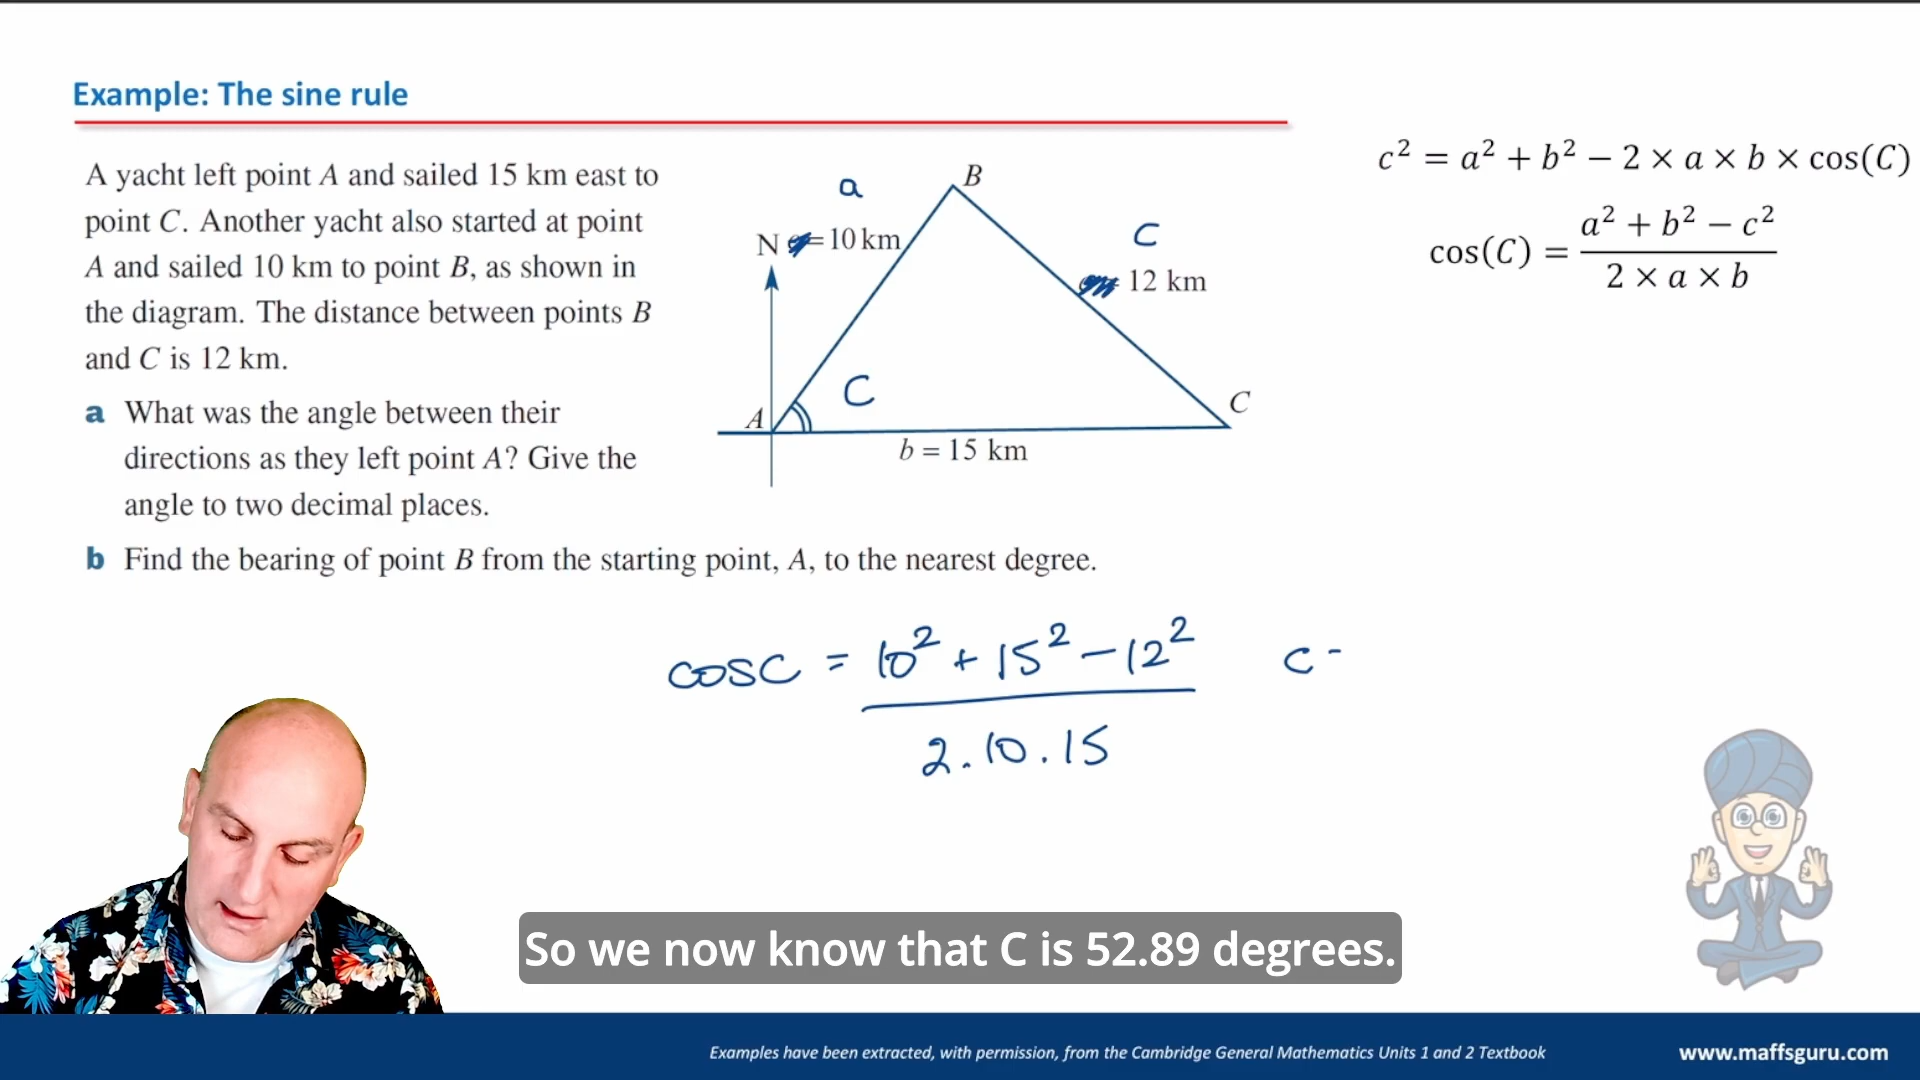 Example: The sine rule
A yacht left point A and sailed 15 km east to
point C. Another yacht also started at point
A and sailed 10 km to point B, as shown in
the diagram. The distance between points B
and C is 12 km.
a What was the angle between their
directions as they left point A? Give the
angle to two decimal places.
b Find the bearing of point B from the starting point, A, to the nearest degree.
B
a
N = 10 km
C
12 km
C
A
C
b = 15 km
c² = a² + b² − 2 × a × b × cos(C)
cos(C) = a² + b² − c²
2 × a × b
cosC = 10² + 15² − 12²
2.10.15
C -
So we now know that C is 52.89 degrees.
Examples have been extracted, with permission, from the Cambridge General Mathematics Units 1 and 2 Textbook
www.maffsguru.com